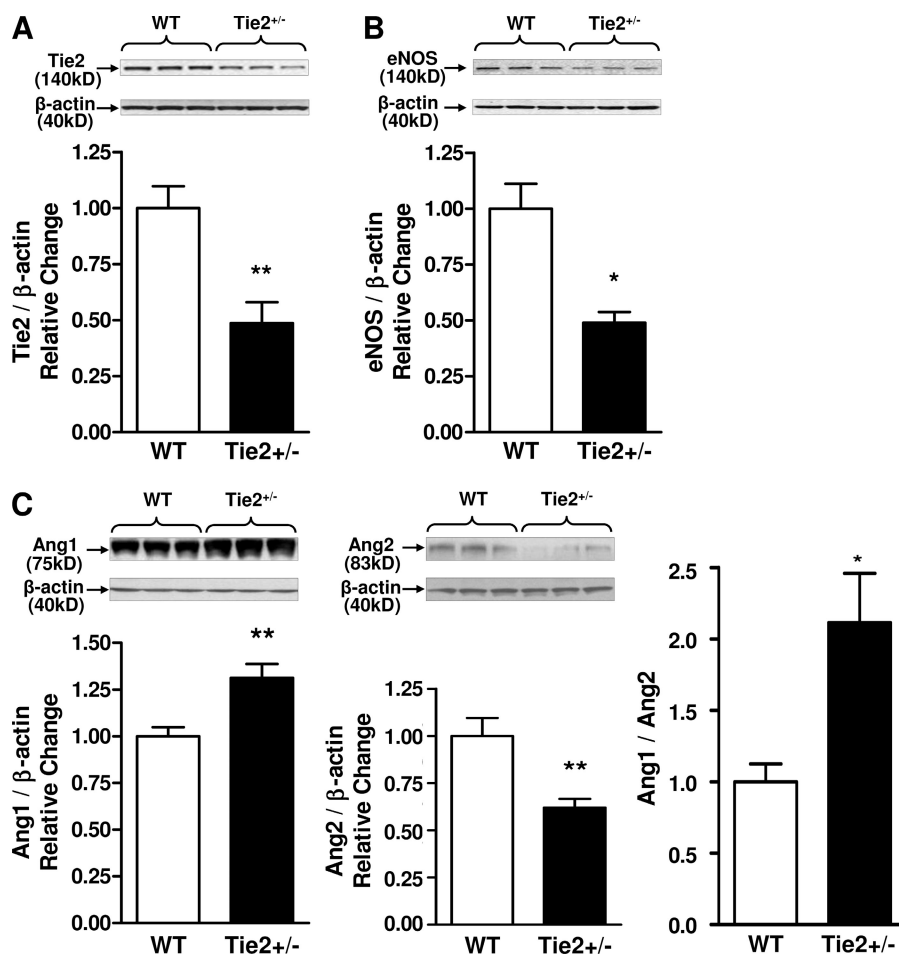 A
WT Tie2+/-
Tie2
(140kD)
β-actin
(40kD)
1.25
1.00
0.75
0.50
0.25
0.00
Tie2 / β-actin
Relative Change
**
WT Tie2+/-
B
WT Tie2+/-
eNOS
(140kD)
β-actin
(40kD)
1.25
1.00
0.75
0.50
0.25
0.00
eNOS / β-actin
Relative Change
*
WT Tie2+/-
C
WT Tie2+/-
Ang1
(75kD)
β-actin
(40kD)
1.50
1.25
1.00
0.75
0.50
0.25
0.00
Ang1 / β-actin
Relative Change
**
WT Tie2+/-
WT Tie2+/-
Ang2
(83kD)
β-actin
(40kD)
1.25
1.00
0.75
0.50
0.25
0.00
Ang2 / β-actin
Relative Change
**
WT Tie2+/-
2.5
2.0
1.5
1.0
0.5
0.0
Ang1 / Ang2
*
WT Tie2+/-